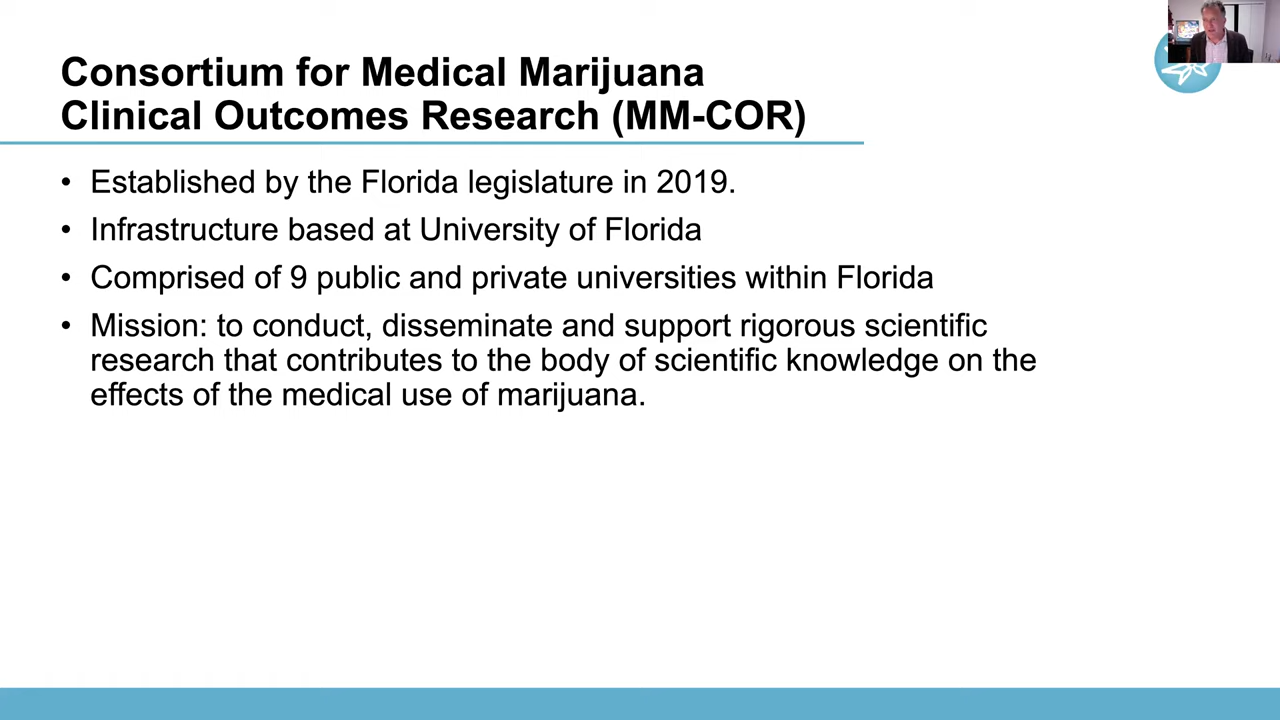 Consortium for Medical Marijuana
Clinical Outcomes Research (MM-COR)
• Established by the Florida legislature in 2019.
• Infrastructure based at University of Florida
• Comprised of 9 public and private universities within Florida
• Mission: to conduct, disseminate and support rigorous scientific
research that contributes to the body of scientific knowledge on the
effects of the medical use of marijuana.